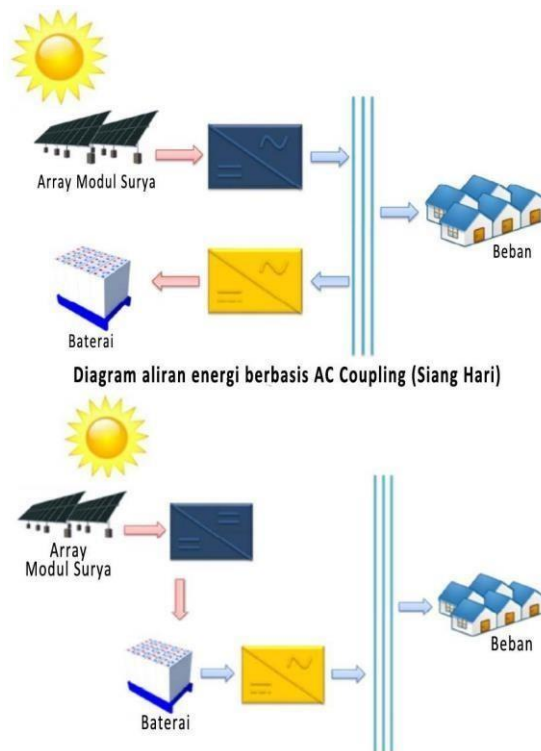 Array Modul Surya
Beban
Baterai
Diagram aliran energi berbasis AC Coupling (Siang Hari)
Array
Modul Surya
Beban
Baterai